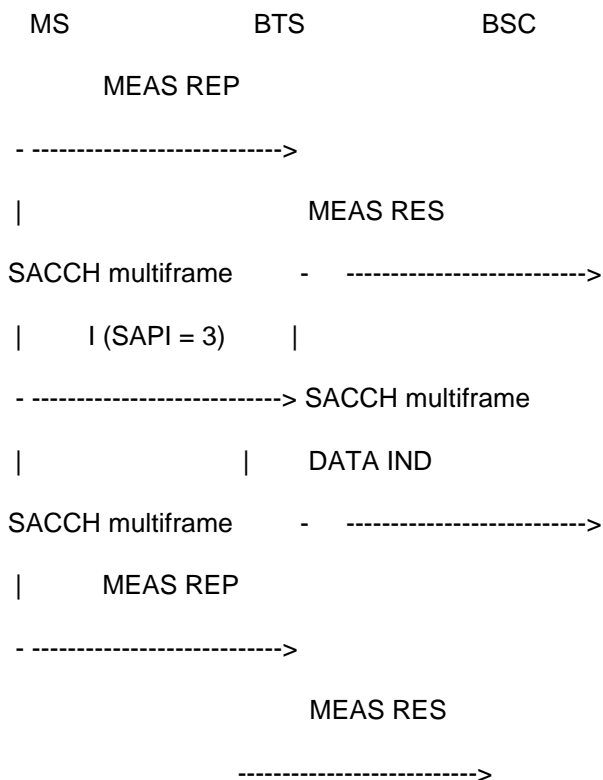 MS BTS BSC
MEAS REP
- ---------------------------->
| MEAS RES
SACCH multiframe - --------------------------->
| I (SAPI = 3) |
- ----------------------------> SACCH multiframe
| | DATA IND
SACCH multiframe - --------------------------->
| MEAS REP
- ---------------------------->
MEAS RES
--------------------------->